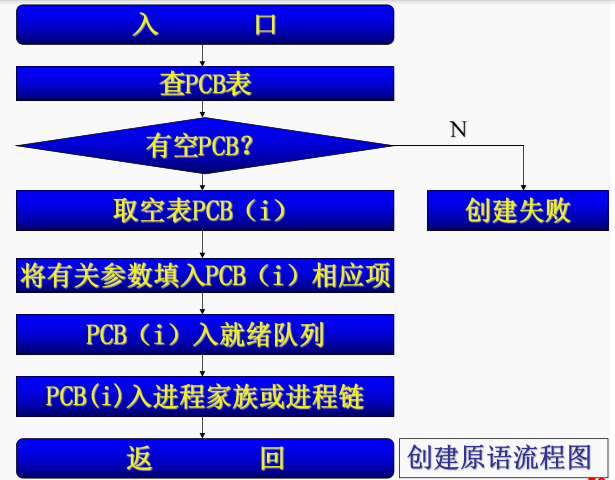 入 口
查PCB表
有空PCB?
N
取空表PCB（i）
创建失败
将有关参数填入PCB（i）相应项
PCB（i）入就绪队列
PCB(i)入进程家族或进程链
返 回
创建原语流程图